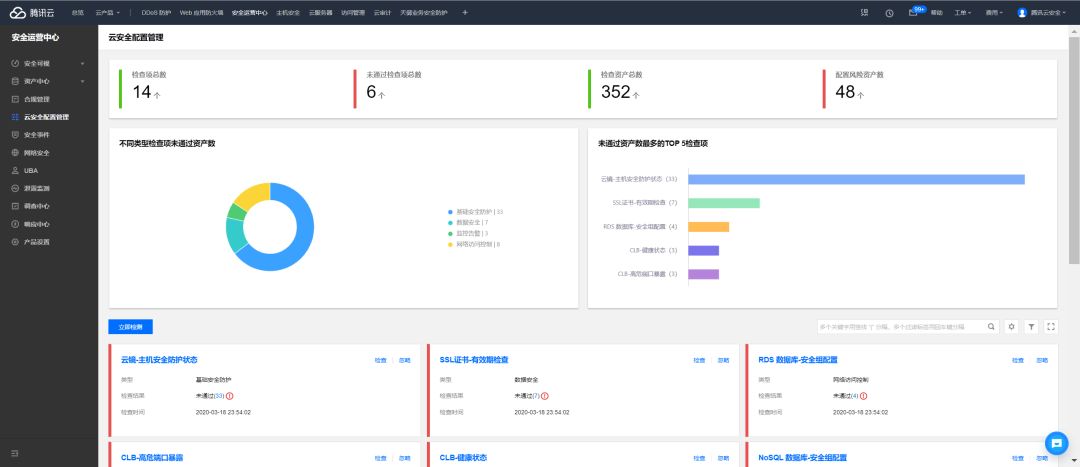 腾讯云 总览 云产品 DDoS 防护 Web 应用防火墙 安全运营中心 主机安全 云服务器 访问管理 云审计 天御业务安全防护 + 99+ 帮助 工单 费用 腾讯云安全
安全运营中心
安全可视
资产中心
合规管理
云安全配置管理
安全事件
网络安全
UBA
泄露监测
调查中心
响应中心
产品设置
云安全配置管理
检查项总数
14 个
未通过检查项总数
6 个
检查资产总数
352 个
配置风险资产数
48 个
不同类型检查项未通过资产数
基础安全防护 | 33
数据安全 | 7
监控告警 | 3
网络访问控制 | 8
未通过资产数最多的TOP 5检查项
云镜-主机安全防护状态 (33)
SSL证书-有效期检查 (7)
RDS 数据库-安全组配置 (4)
CLB-健康状态 (3)
CLB-高危端口暴露 (3)
立即检测
多个关键字用竖线 "|" 分隔，多个过滤标签用回车键分隔
云镜-主机安全防护状态 检查 忽略
类型 基础安全防护
检查结果 未通过(33)
检查时间 2020-03-18 23:54:02
SSL证书-有效期检查 检查 忽略
类型 数据安全
检查结果 未通过(7)
检查时间 2020-03-18 23:54:02
RDS 数据库-安全组配置 检查 忽略
类型 网络访问控制
检查结果 未通过(4)
检查时间 2020-03-18 23:54:02
CLB-高危端口暴露 检查 忽略
CLB-健康状态 检查 忽略
NoSQL 数据库-安全组配置 检查 忽略